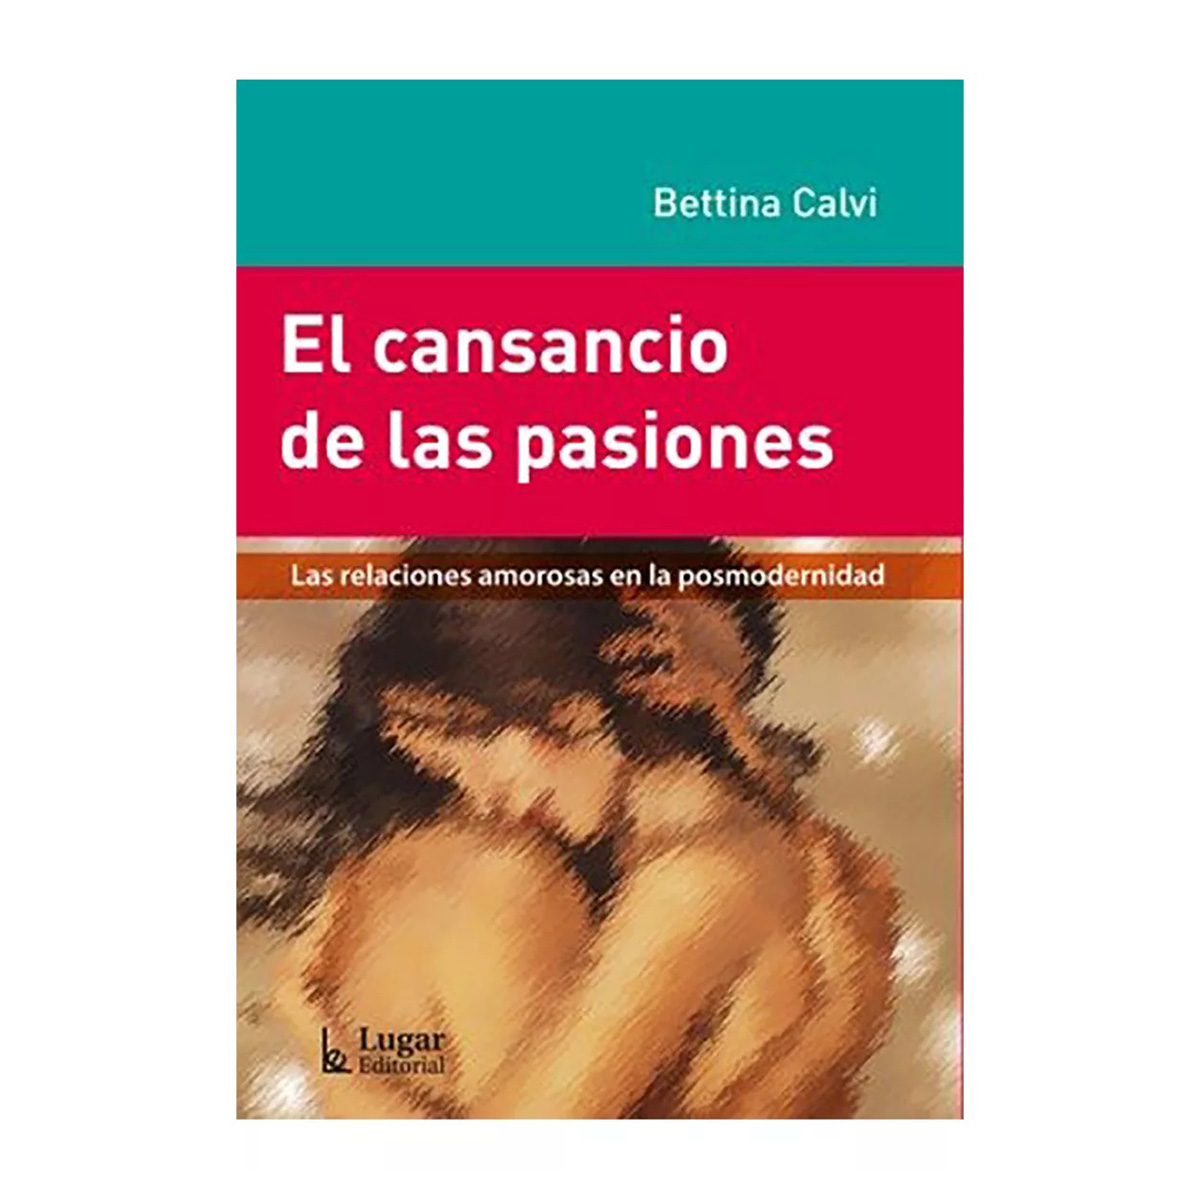 Bettina Calvi
El cansancio
de las pasiones
Las relaciones amorosas en la posmodernidad
Lugar
Editorial